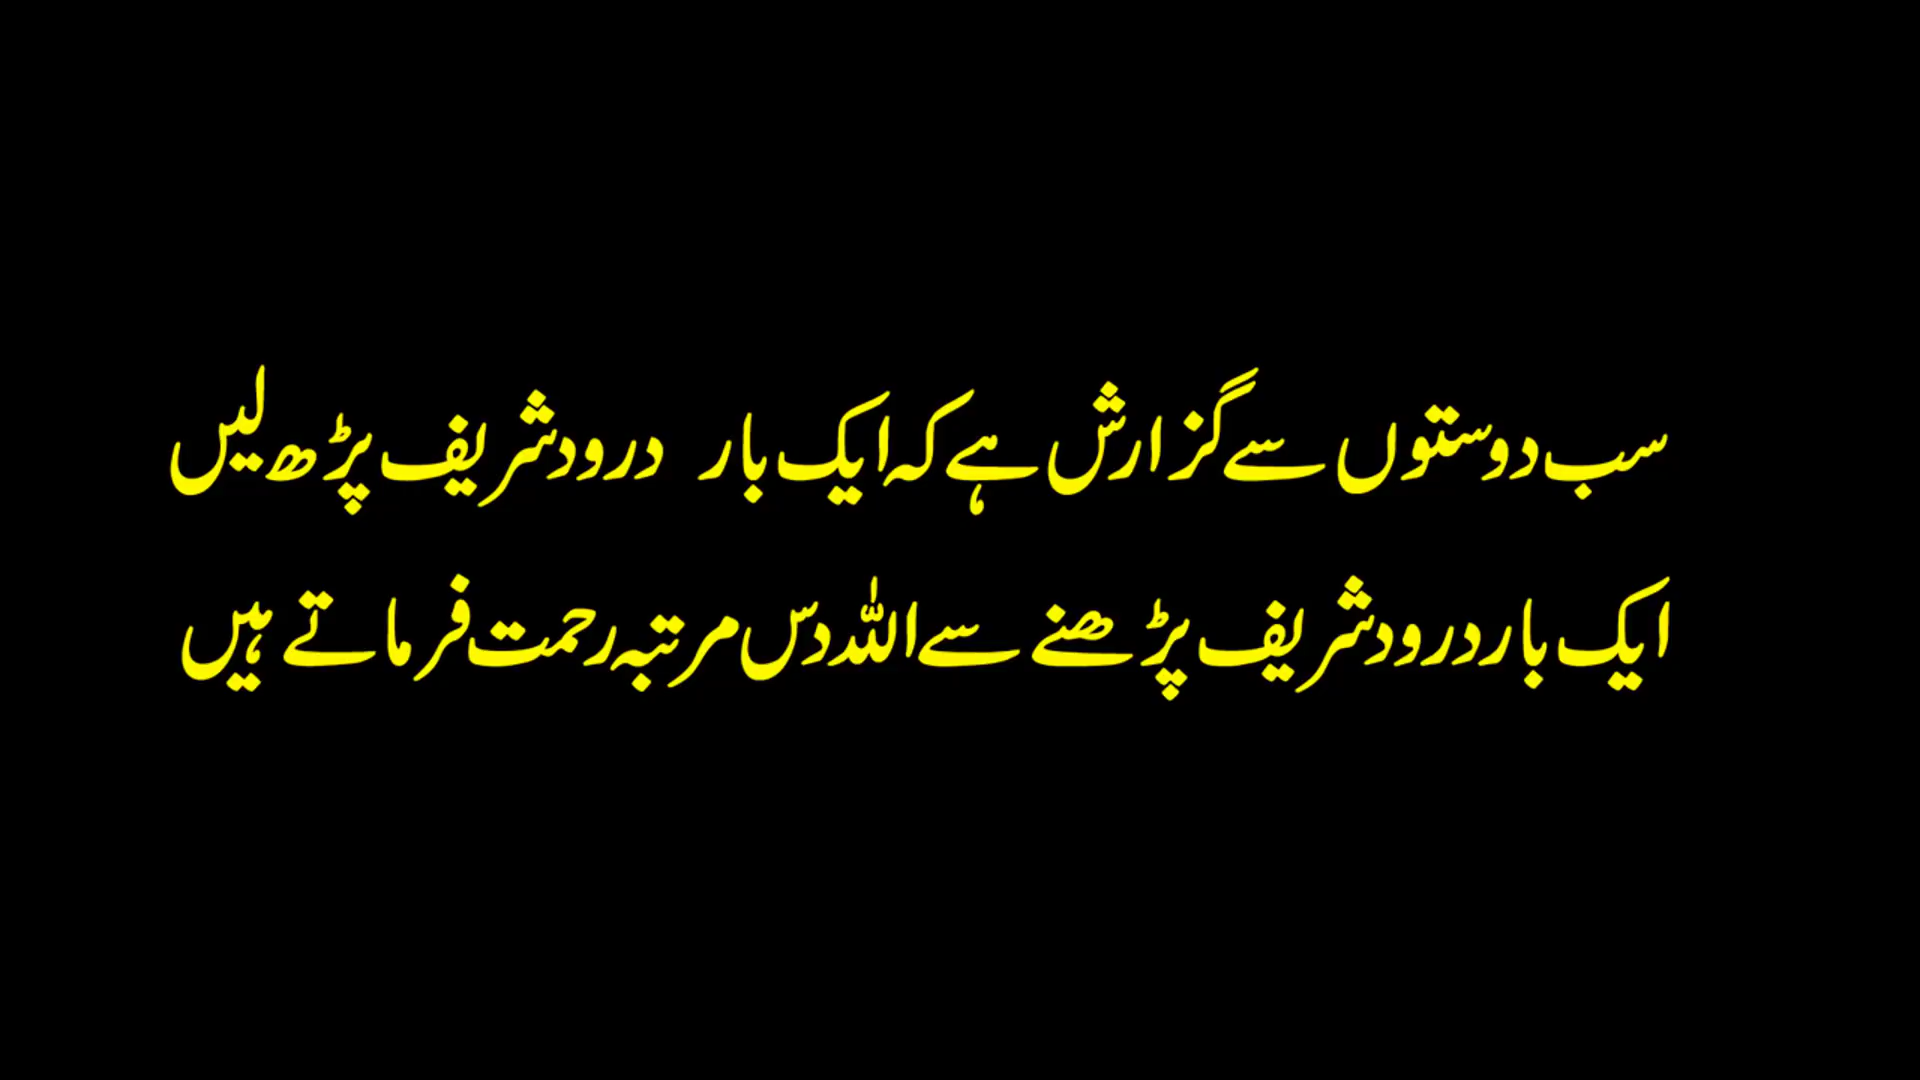 سب دوستوں سے گزارش ہے کہ ایک بار درود شریف پڑھ لیں
ایک بار درود شریف پڑھنے سے اللہ دس مرتبہ رحمت فرماتے ہیں